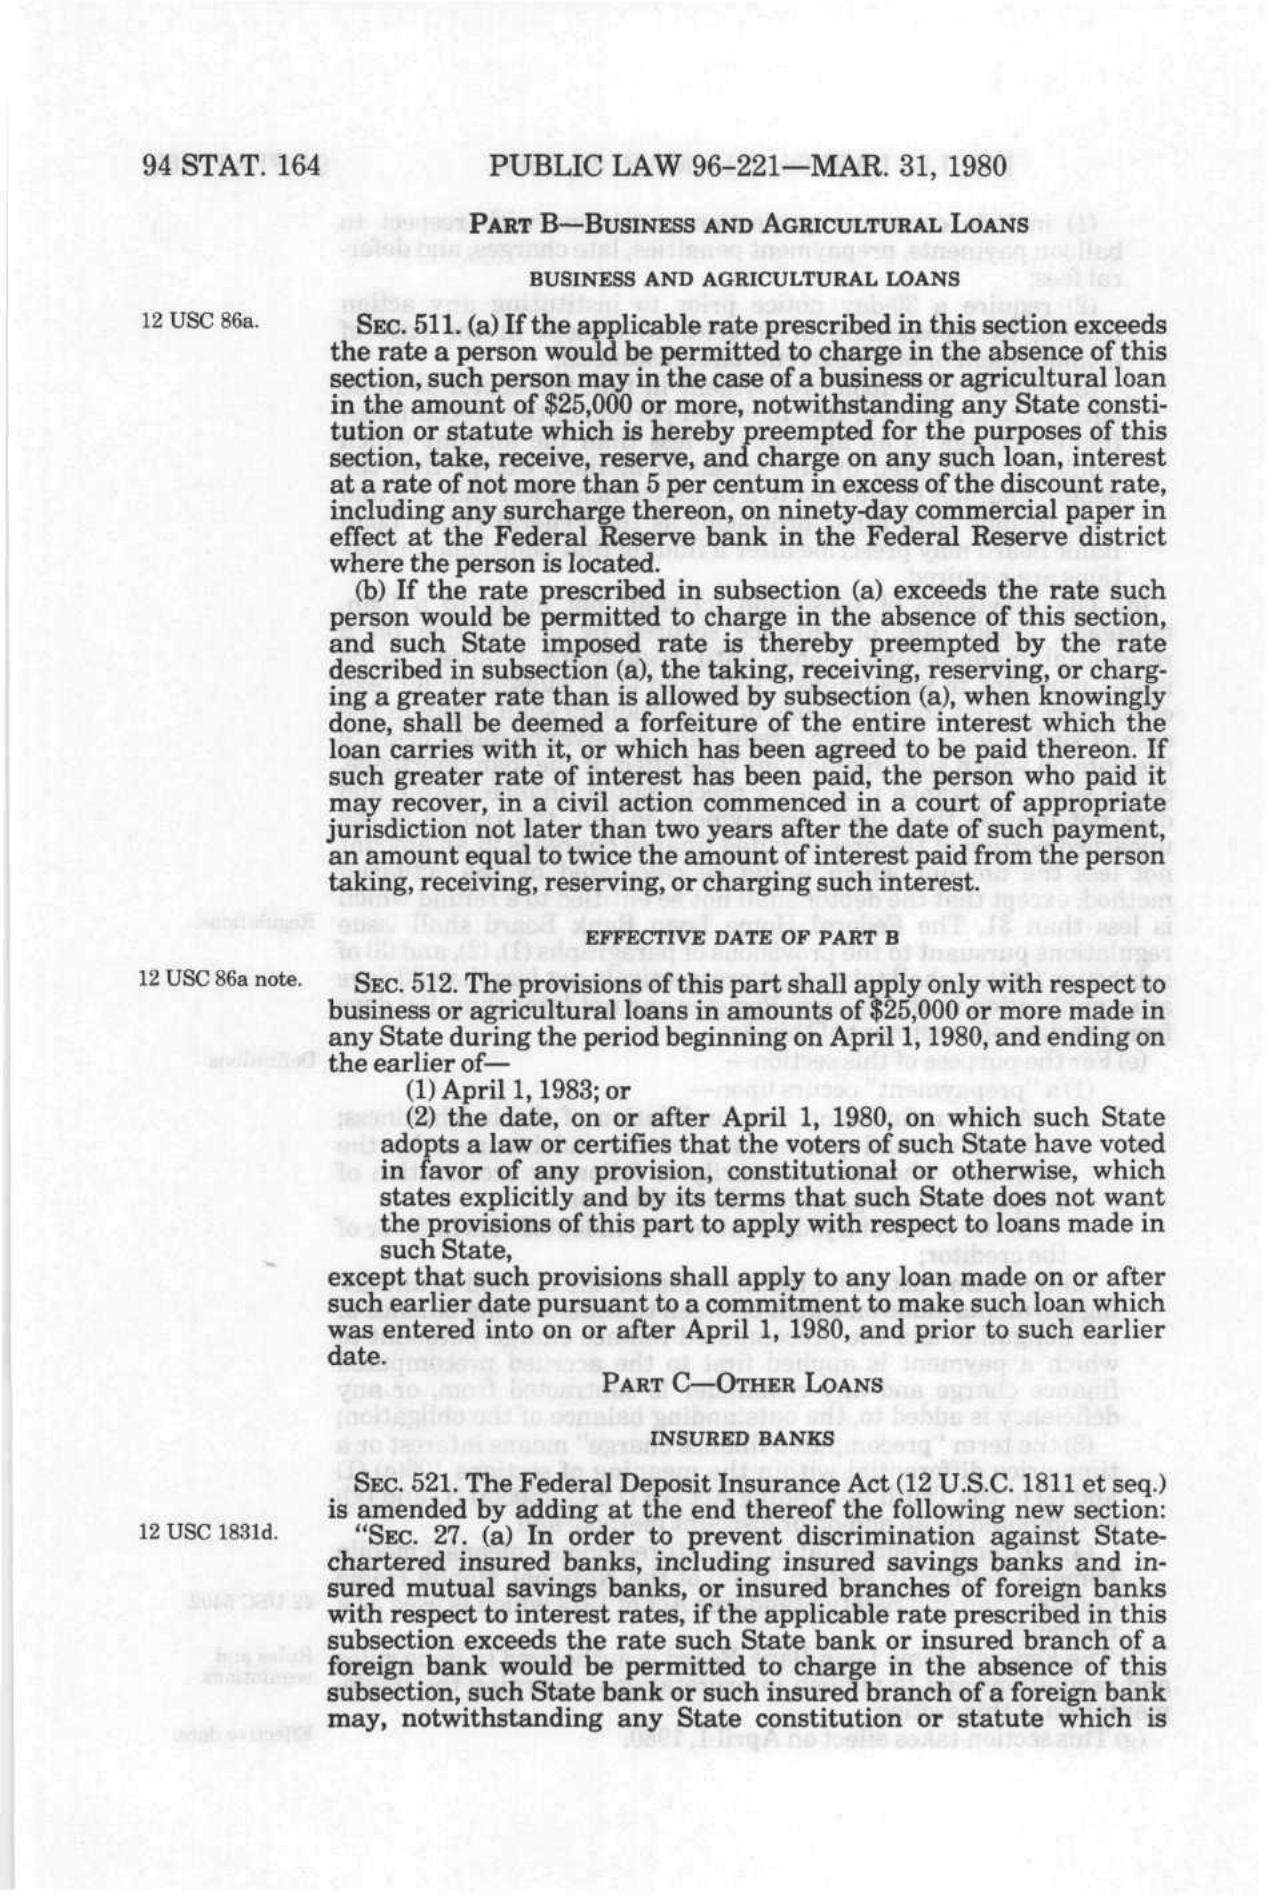 94 STAT. 164 PUBLIC LAW 96-221—MAR. 31, 1980
PART B—BUSINESS AND AGRICULTURAL LOANS
BUSINESS AND AGRICULTURAL LOANS
12 USC 86a.
SEC. 511. (a) If the applicable rate prescribed in this section exceeds
the rate a person would be permitted to charge in the absence of this
section, such person may in the case of a business or agricultural loan
in the amount of $25,000 or more, notwithstanding any State consti-
tution or statute which is hereby preempted for the purposes of this
section, take, receive, reserve, and charge on any such loan, interest
at a rate of not more than 5 per centum in excess of the discount rate,
including any surcharge thereon, on ninety-day commercial paper in
effect at the Federal Reserve bank in the Federal Reserve district
where the person is located.
(b) If the rate prescribed in subsection (a) exceeds the rate such
person would be permitted to charge in the absence of this section,
and such State imposed rate is thereby preempted by the rate
described in subsection (a), the taking, receiving, reserving, or charg-
ing a greater rate than is allowed by subsection (a), when knowingly
done, shall be deemed a forfeiture of the entire interest which the
loan carries with it, or which has been agreed to be paid thereon. If
such greater rate of interest has been paid, the person who paid it
may recover, in a civil action commenced in a court of appropriate
jurisdiction not later than two years after the date of such payment,
an amount equal to twice the amount of interest paid from the person
taking, receiving, reserving, or charging such interest.
EFFECTIVE DATE OF PART B
12 USC 86a note.
SEC. 512. The provisions of this part shall apply only with respect to
business or agricultural loans in amounts of $25,000 or more made in
any State during the period beginning on April 1, 1980, and ending on
the earlier of—
(1) April 1, 1983; or
(2) the date, on or after April 1, 1980, on which such State
adopts a law or certifies that the voters of such State have voted
in favor of any provision, constitutional or otherwise, which
states explicitly and by its terms that such State does not want
the provisions of this part to apply with respect to loans made in
such State,
except that such provisions shall apply to any loan made on or after
such earlier date pursuant to a commitment to make such loan which
was entered into on or after April 1, 1980, and prior to such earlier
date.
PART C—OTHER LOANS
INSURED BANKS
SEC. 521. The Federal Deposit Insurance Act (12 U.S.C. 1811 et seq.)
is amended by adding at the end thereof the following new section:
12 USC 1831d.
"SEC. 27. (a) In order to prevent discrimination against State-
chartered insured banks, including insured savings banks and in-
sured mutual savings banks, or insured branches of foreign banks
with respect to interest rates, if the applicable rate prescribed in this
subsection exceeds the rate such State bank or insured branch of a
foreign bank would be permitted to charge in the absence of this
subsection, such State bank or such insured branch of a foreign bank
may, notwithstanding any State constitution or statute which is